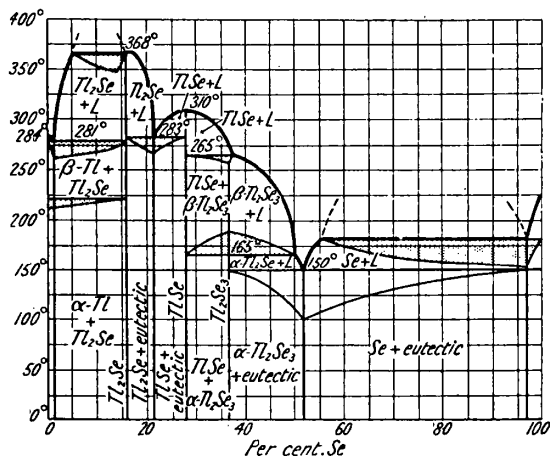 400°
368°
350°
TlSe+L
310°
Tl₂Se
+ L
Tl₂Se
+L
300°
TlSe+L
281°
283°
284°
265°
250°
β-Tl +
Tl₂Se
TlSe+
β-Tl₂Se₃
β-Tl₂Se₃
+L
200°
165°
150°
α-Tl₂Se+L
150° Se+L
100°
α-Tl
+
Tl₂Se
Tl₂Se
Tl₂Se+eutectic
TlSe+
eutectic
TlSe
TlSe
+
α-Tl₂Se₃
Tl₂Se₃
α-Tl₂Se₃
+eutectic
Se + eutectic
50°
0°
0 20 40 60 80 100
Per cent. Se